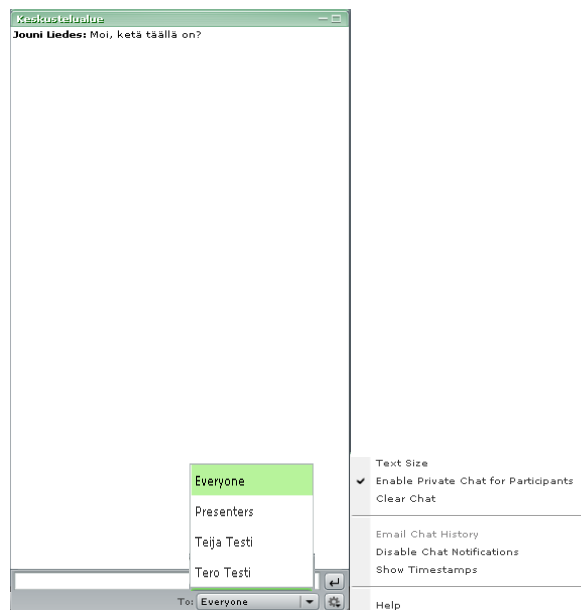 Keskustelualue
Jouni Liedes: Moi, ketä täällä on?
Everyone
Presenters
Teija Testi
Tero Testi
To: Everyone
Text Size
Enable Private Chat for Participants
Clear Chat
Email Chat History
Disable Chat Notifications
Show Timestamps
Help